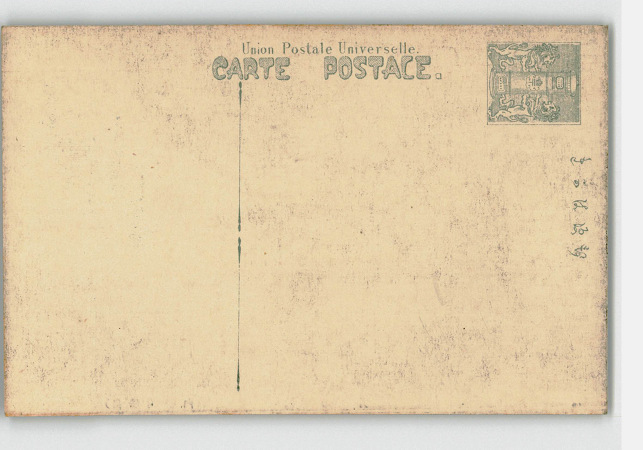 Union Postale Universelle.
CARTE POSTALE.